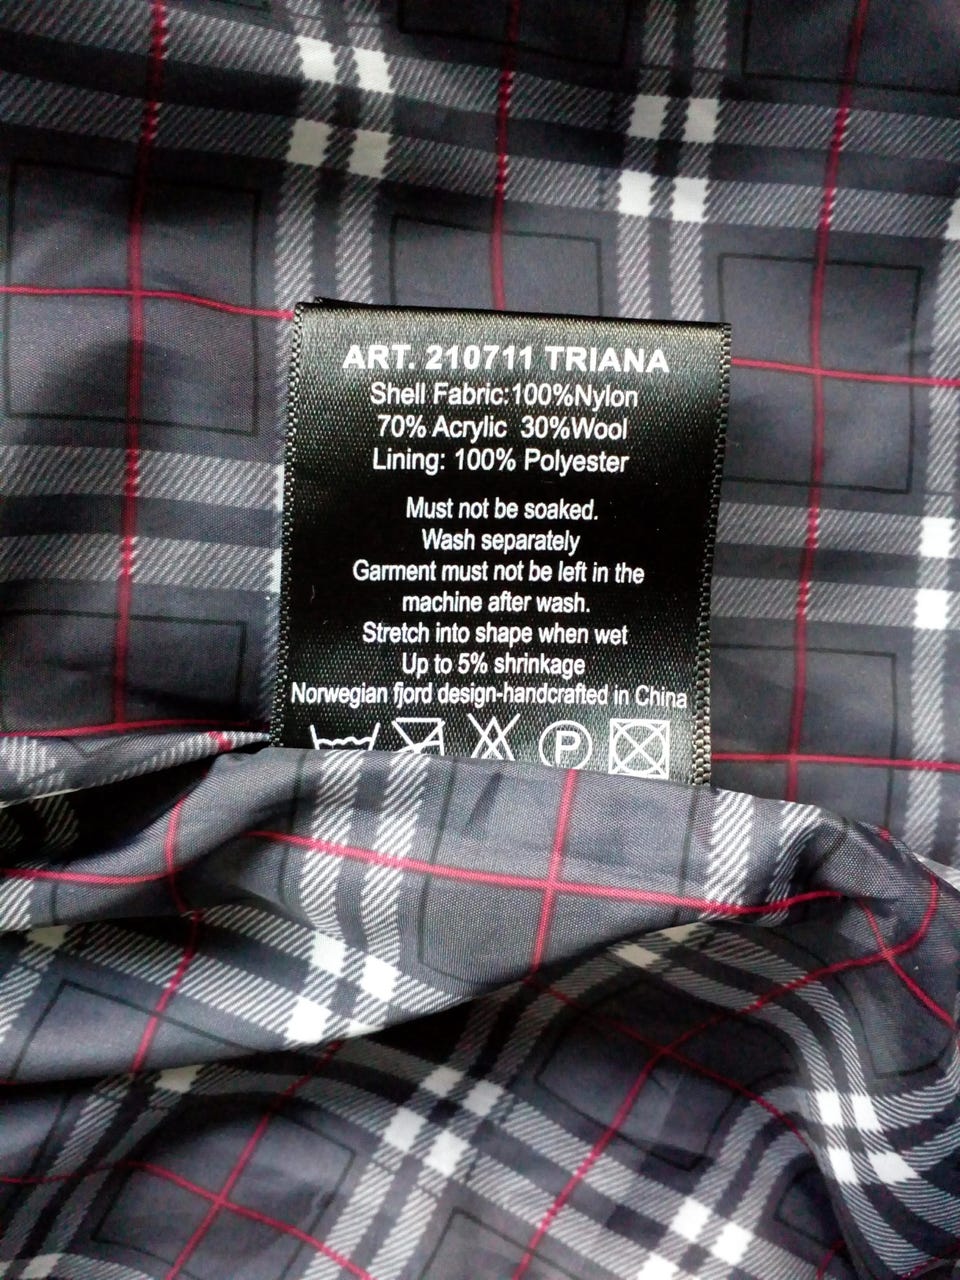 ART. 210711 TRIANA
Shell Fabric:100%Nylon
70% Acrylic 30%Wool
Lining: 100% Polyester
Must not be soaked.
Wash separately
Garment must not be left in the
machine after wash.
Stretch into shape when wet
Up to 5% shrinkage
Norwegian fjord design-handcrafted in China
P